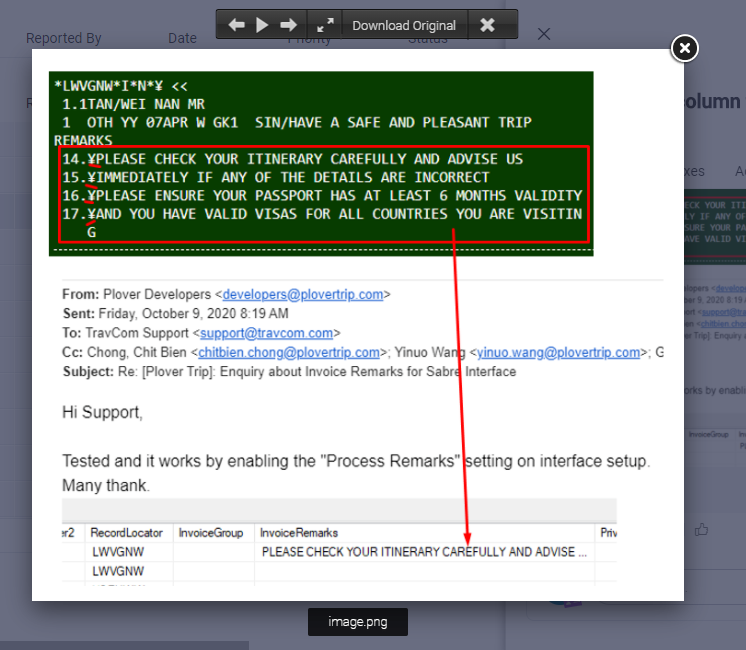 Reported By
Date
Priority
Status
Download Original
olumn
*LWVGNW*I*N*¥ <<
1.1TAN/WEI NAN MR
1 OTH YY 07APR W GK1 SIN/HAVE A SAFE AND PLEASANT TRIP
REMARKS
14.¥PLEASE CHECK YOUR ITINERARY CAREFULLY AND ADVISE US
15.¥IMMEDIATELY IF ANY OF THE DETAILS ARE INCORRECT
16.¥PLEASE ENSURE YOUR PASSPORT HAS AT LEAST 6 MONTHS VALIDITY
17.¥AND YOU HAVE VALID VISAS FOR ALL COUNTRIES YOU ARE VISITIN
G
From: Plover Developers <developers@plovertrip.com>
Sent: Friday, October 9, 2020 8:19 AM
To: TravCom Support <support@travcom.com>
Cc: Chong, Chit Bien <chitbien.chong@plovertrip.com>; Yinuo Wang <yinuo.wang@plovertrip.com>; G
Subject: Re: [Plover Trip]: Enquiry about Invoice Remarks for Sabre Interface
Hi Support,
Tested and it works by enabling the "Process Remarks" setting on interface setup.
Many thank.
er2 RecordLocator InvoiceGroup InvoiceRemarks Priv
LWVGNW PLEASE CHECK YOUR ITINERARY CAREFULLY AND ADVISE ...
LWVGNW
image.png